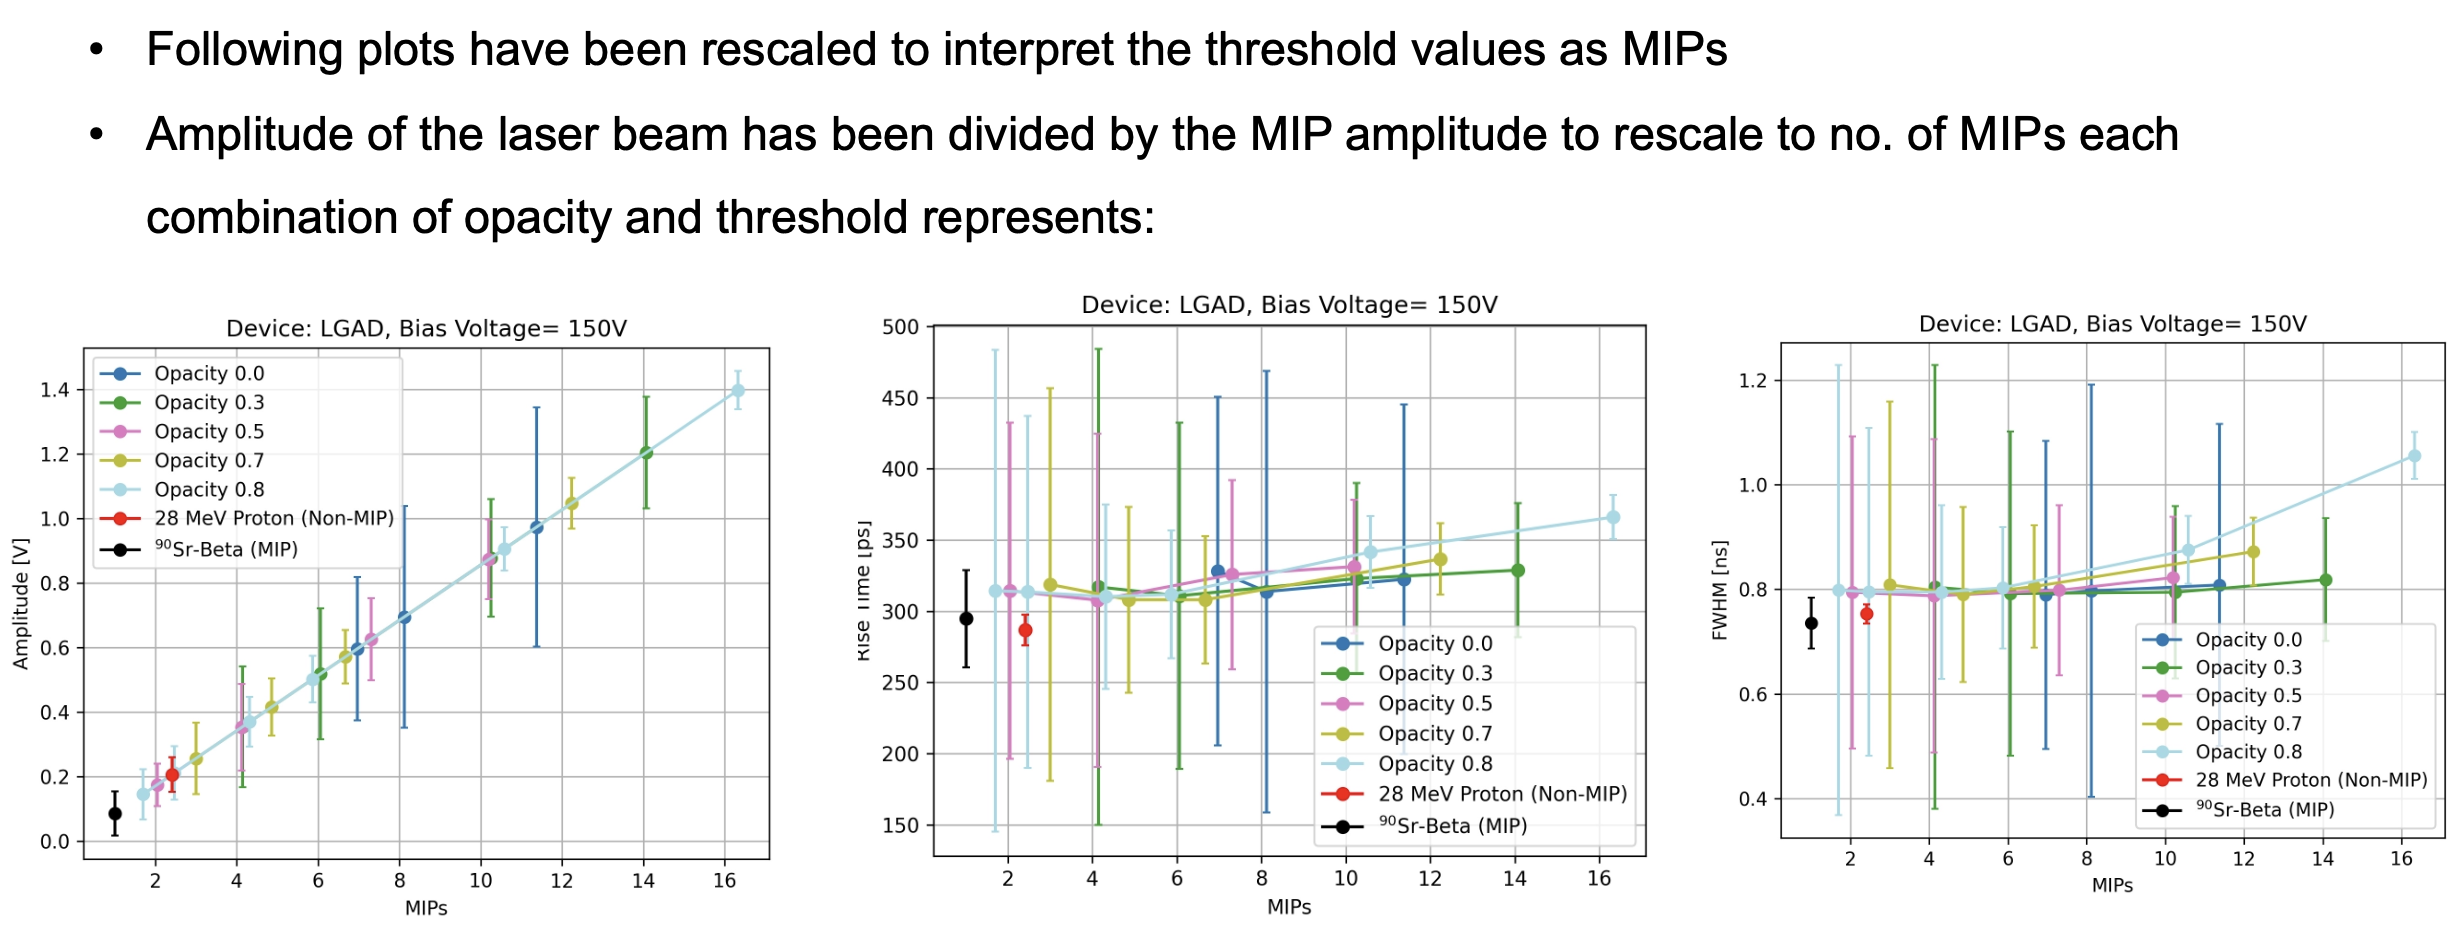 • Following plots have been rescaled to interpret the threshold values as MIPs
• Amplitude of the laser beam has been divided by the MIP amplitude to rescale to no. of MIPs each
combination of opacity and threshold represents:
Device: LGAD, Bias Voltage= 150V
Amplitude [V]
1.4
1.2
1.0
0.8
0.6
0.4
0.2
0.0
Opacity 0.0
Opacity 0.3
Opacity 0.5
Opacity 0.7
Opacity 0.8
28 MeV Proton (Non-MIP)
⁹⁰Sr-Beta (MIP)
2 4 6 8 10 12 14 16
MIPs
Device: LGAD, Bias Voltage= 150V
Rise Time [ps]
500
450
400
350
300
250
200
150
Opacity 0.0
Opacity 0.3
Opacity 0.5
Opacity 0.7
Opacity 0.8
28 MeV Proton (Non-MIP)
⁹⁰Sr-Beta (MIP)
2 4 6 8 10 12 14 16
MIPs
Device: LGAD, Bias Voltage= 150V
FWHM [ns]
1.2
1.0
0.8
0.6
0.4
Opacity 0.0
Opacity 0.3
Opacity 0.5
Opacity 0.7
Opacity 0.8
28 MeV Proton (Non-MIP)
⁹⁰Sr-Beta (MIP)
2 4 6 8 10 12 14 16
MIPs